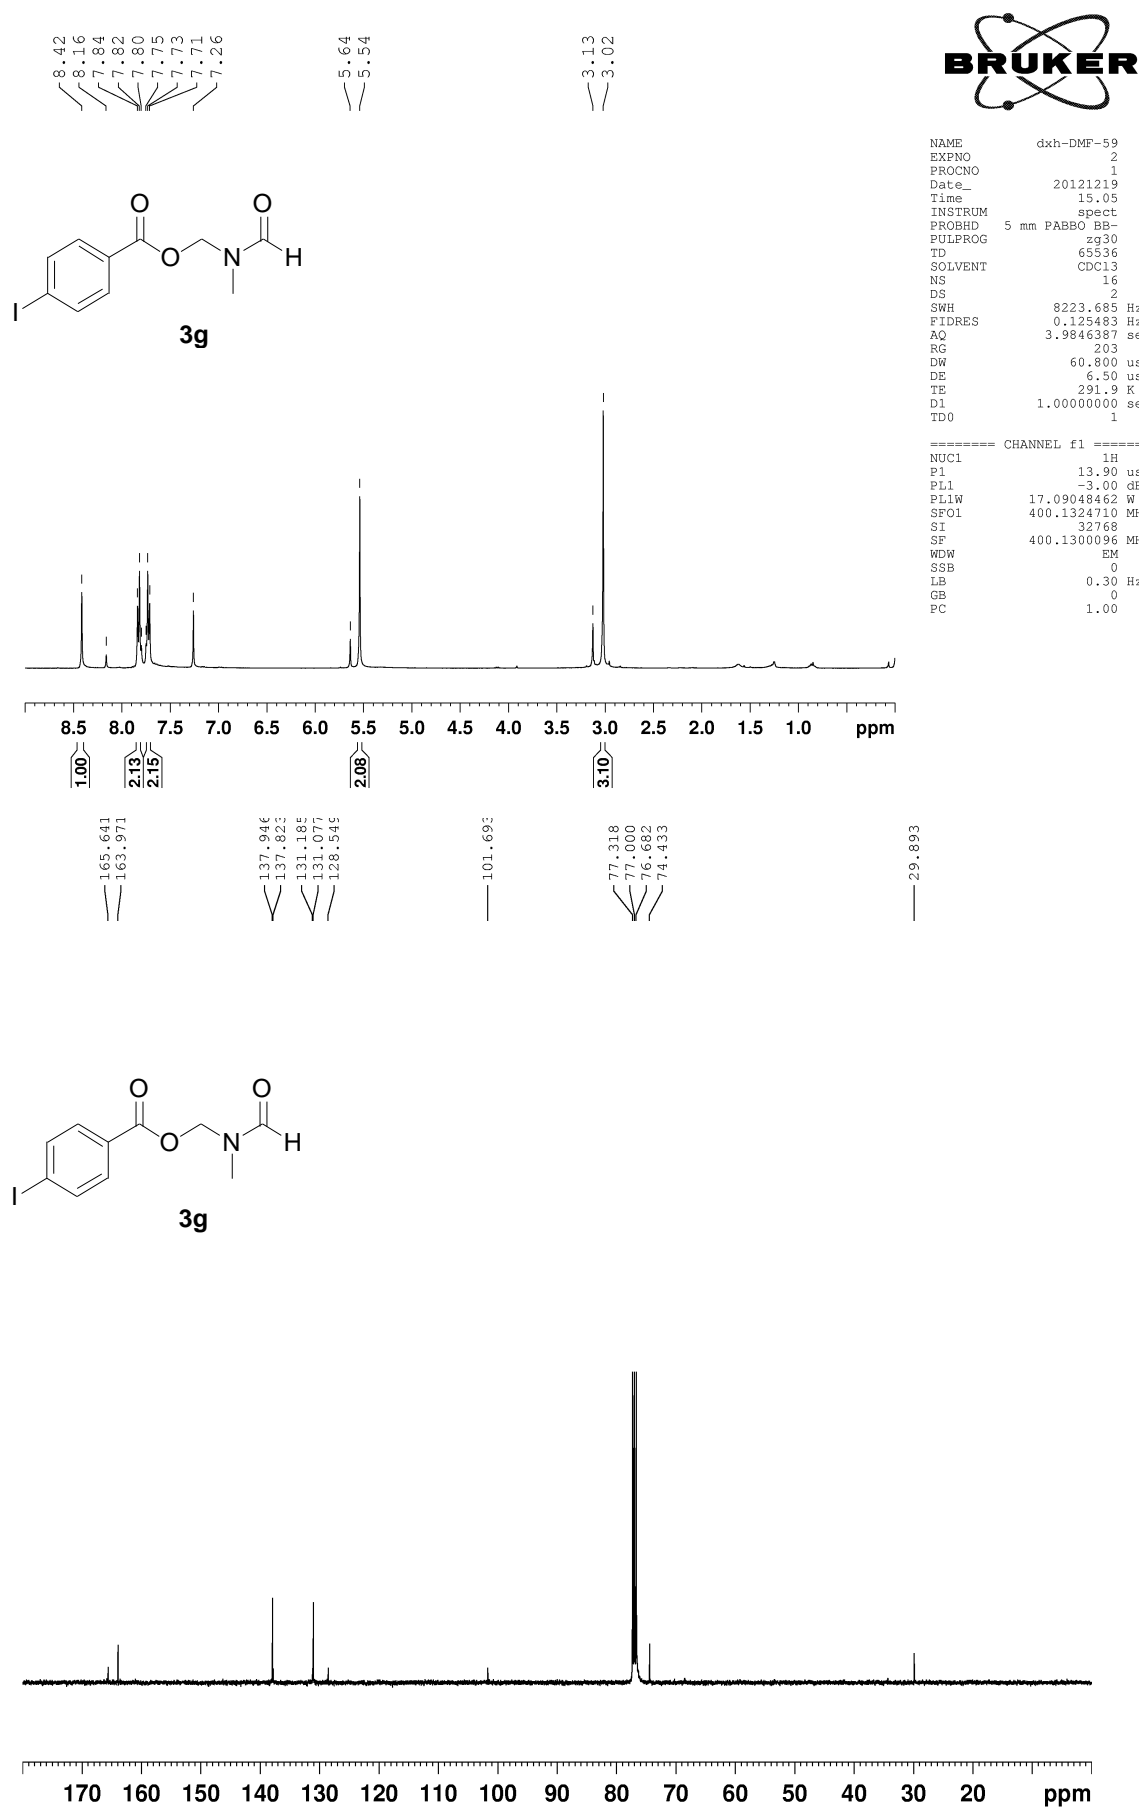 8.42
8.16
7.84
7.82
7.80
7.75
7.73
7.71
7.26
5.64
5.54
3.13
3.02
BRUKER
NAME dxh-DMF-59
EXPNO 2
PROCNO 1
Date_ 20121219
Time 15.05
INSTRUM spect
PROBHD 5 mm PABBO BB-
PULPROG zg30
TD 65536
SOLVENT CDCl3
NS 16
DS 2
SWH 8223.685 Hz
FIDRES 0.125483 Hz
AQ 3.9846387 se
RG 203
DW 60.800 us
DE 6.50 us
TE 291.9 K
D1 1.00000000 se
TD0 1
======== CHANNEL f1 ======
NUC1 1H
P1 13.90 us
PL1 -3.00 dB
PL1W 17.09048462 W
SFO1 400.1324710 MH
SI 32768
SF 400.1300096 MH
WDW EM
SSB 0
LB 0.30 Hz
GB 0
PC 1.00
O O
O N H
I
3g
8.5 8.0 7.5 7.0 6.5 6.0 5.5 5.0 4.5 4.0 3.5 3.0 2.5 2.0 1.5 1.0 ppm
1.00
2.13
2.15
2.08
3.10
165.641
163.971
137.946
137.823
131.185
131.077
128.549
101.693
77.318
77.000
76.682
74.433
29.893
O O
O N H
I
3g
170 160 150 140 130 120 110 100 90 80 70 60 50 40 30 20 ppm